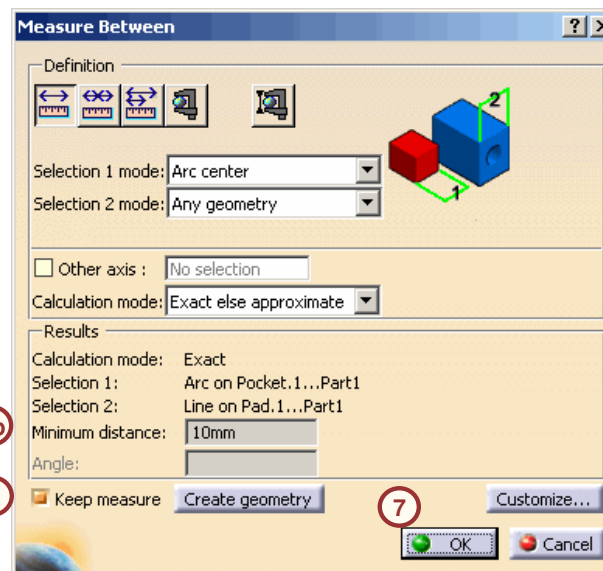 Measure Between
Definition
Selection 1 mode: Arc center
Selection 2 mode: Any geometry
2
1
Other axis : No selection
Calculation mode: Exact else approximate
Results
Calculation mode: Exact
Selection 1: Arc on Pocket.1...Part1
Selection 2: Line on Pad.1...Part1
Minimum distance: 10mm
Angle:
Keep measure Create geometry Customize...
7
OK Cancel